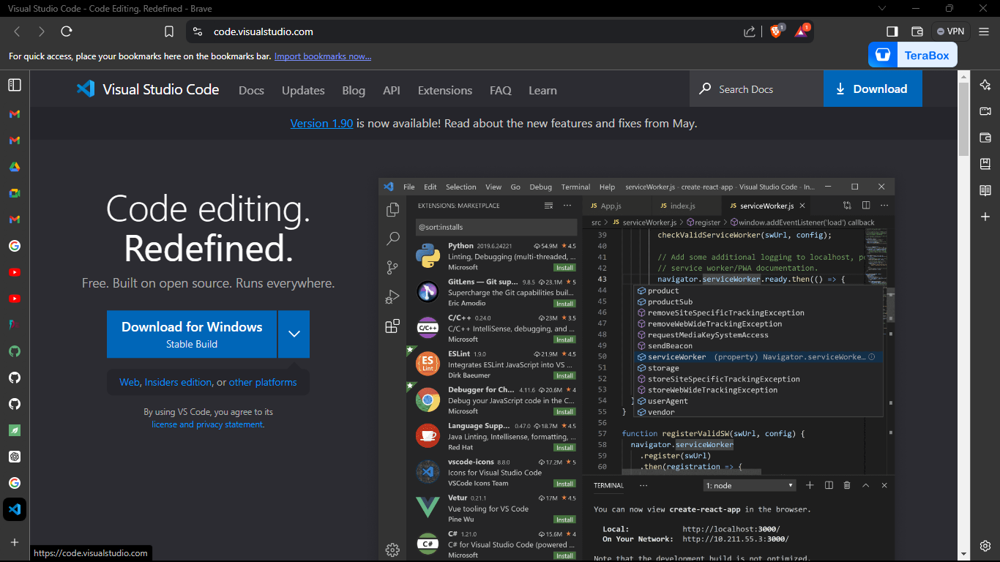 Visual Studio Code - Code Editing. Redefined - Brave
code.visualstudio.com
1
1
VPN
For quick access, place your bookmarks here on the bookmarks bar. Import bookmarks now...
TeraBox
Visual Studio Code
Docs
Updates
Blog
API
Extensions
FAQ
Learn
Search Docs
Download
Version 1.90 is now available! Read about the new features and fixes from May.
Code editing.
Redefined.
Free. Built on open source. Runs everywhere.
Download for Windows
Stable Build
Web, Insiders edition, or other platforms
By using VS Code, you agree to its
license and privacy statement.
File Edit Selection View Go Debug Terminal Help
serviceWorker.js - create-react-app - Visual Studio Code - In...
EXTENSIONS: MARKETPLACE
@sort:installs
Python 2019.6.24221 54.9M 4.5
Linting, Debugging (multi-threaded, ...
Microsoft Install
GitLens — Git sup... 9.8.5 23.1M 5
Supercharge the Git capabilities buil...
Eric Amodio Install
C/C++ 0.24.0 23M 3.5
C/C++ IntelliSense, debugging, and ...
Microsoft Install
ESLint 1.9.0 21.9M 4.5
Integrates ESLint JavaScript into VS ...
Dirk Baeumer Install
Debugger for Ch... 4.11.6 20.6M 4
Debug your JavaScript code in the C...
Microsoft Install
Language Supp... 0.47.0 18.7M 4.5
Java Linting, Intellisense, formatting, ...
Red Hat Install
vscode-icons 8.8.0 17.2M 5
Icons for Visual Studio Code
VSCode Icons Team Install
Vetur 0.21.1 17M 4.5
Vue tooling for VS Code
Pine Wu Install
C# 1.21.0 15.6M 4
C# for Visual Studio Code (powered ...
Microsoft Install
C/C++
ES
Lint
C#
JS App.js
JS index.js
JS serviceWorker.js
src > JS serviceWorker.js > register > window.addEventListener('load') callback
39 checkValidServiceWorker(swUrl, config);
40
41 // Add some additional logging to localhost, p
42 // service worker/PWA documentation.
43 navigator.serviceWorker.ready.then(() => {
44 product
45 productSub
46 removeSiteSpecificTrackingException
47 removeWebWideTrackingException
48 requestMediaKeySystemAccess
49 sendBeacon
50 serviceWorker (property) Navigator.serviceWorke...
51 storage
52 storeSiteSpecificTrackingException
53 storeWebWideTrackingException
54 } userAgent
55 } vendor
56
57 function registerValidSW(swUrl, config) {
58 navigator.serviceWorker
59 .register(swUrl)
60 .then(registration => {
TERMINAL
...
1: node
You can now view create-react-app in the browser.
Local: http://localhost:3000/
On Your Network: http://10.211.55.3:3000/
Note that the development build is not optimized.
https://code.visualstudio.com